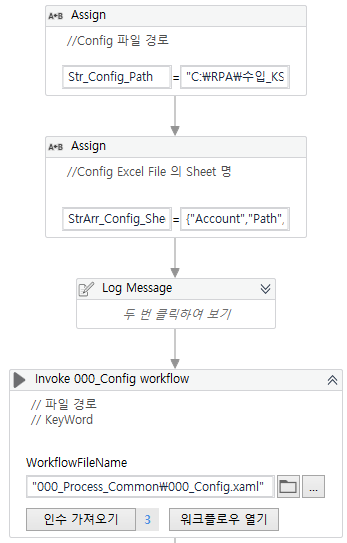 Assign
//Config 파일 경로
Str_Config_Path = "C:₩RPA₩수입_KS
Assign
//Config Excel File 의 Sheet 명
StrArr_Config_She = {"Account","Path",
Log Message
두 번 클릭하여 보기
Invoke 000_Config workflow
// 파일 경로
// KeyWord
WorkflowFileName
"000_Process_Common₩000_Config.xaml" ...
인수 가져오기 3 워크플로우 열기